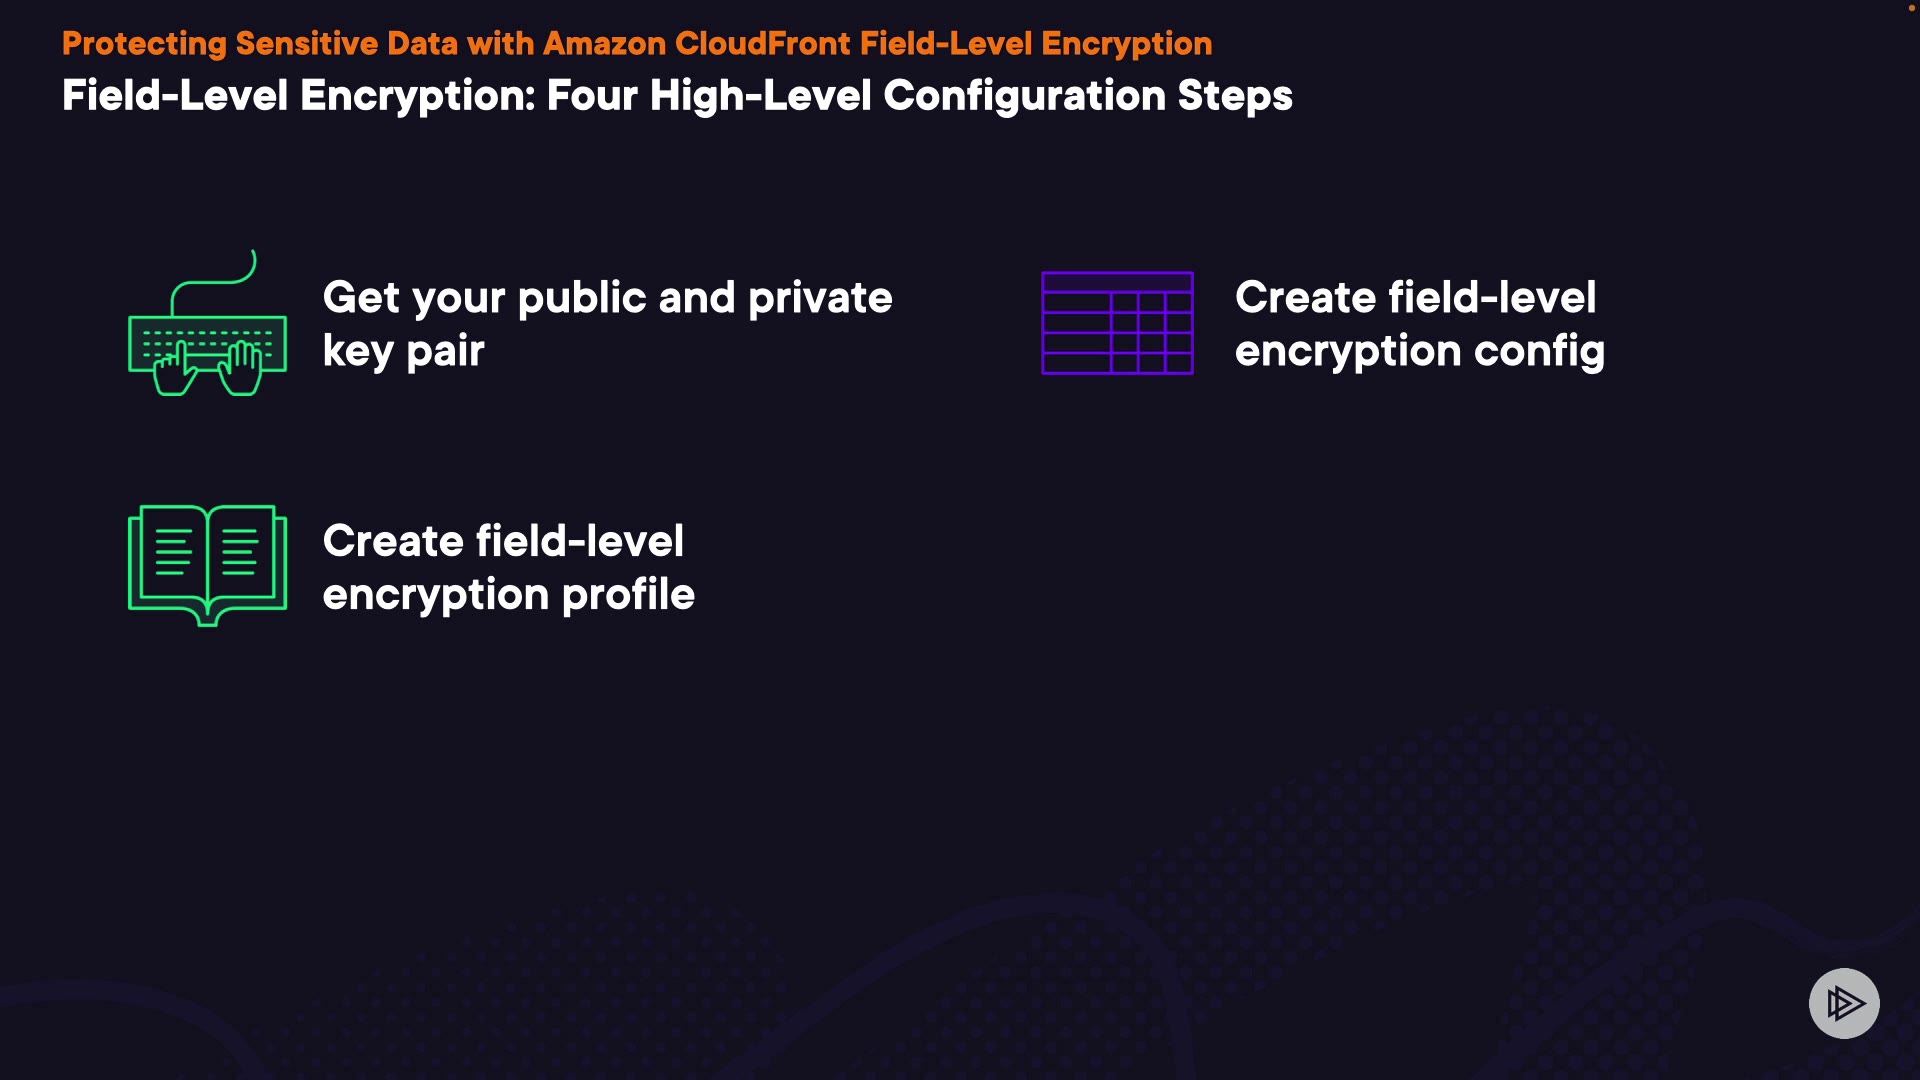 Protecting Sensitive Data with Amazon CloudFront Field-Level Encryption
Field-Level Encryption: Four High-Level Configuration Steps
Get your public and private
key pair
Create field-level
encryption profile
Create field-level
encryption config